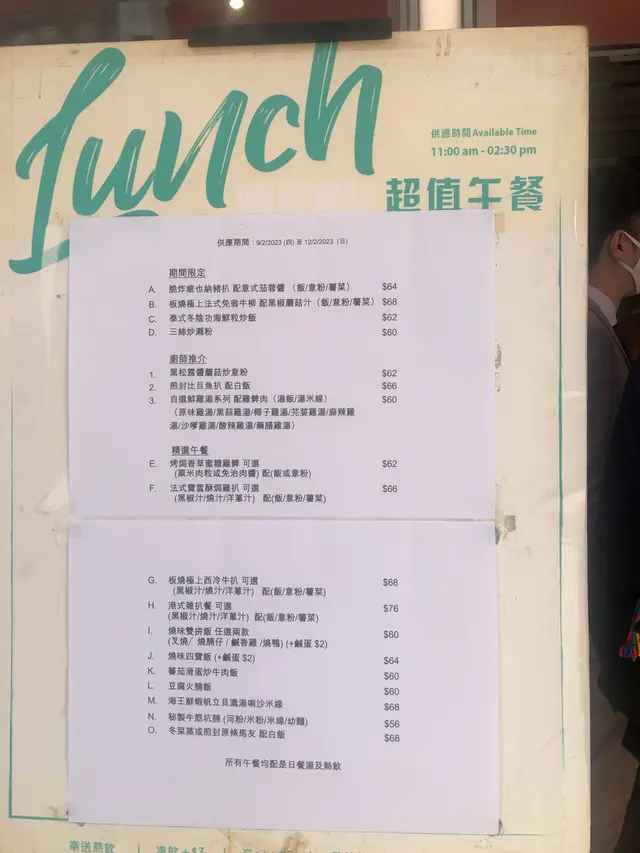 Lunch
供應時間 Available Time
11:00 am - 02:30 pm
超值午餐
供應期間：9/2/2023 (四) 至 12/2/2023 (日)
期間限定
A. 脆炸維也納豬扒 配意式茄蓉醬 （飯/意粉/薯菜） $64
B. 板燒極上法式免翁牛柳 配黑椒蘑菇汁（飯/意粉/薯菜） $68
C. 泰式冬陰功海鮮粒炒飯 $62
D. 三絲炒瀨粉 $60
廚師推介
1. 黑松露醬蘑菇炒意粉 $62
2. 煎封比目魚扒 配白飯 $66
3. 自選鮮雞湯系列 配雞髀肉（湯飯/湯米線） $60
（原味雞湯/黑蒜雞湯/椰子雞湯/芫荽雞湯/麻辣雞
湯/沙嗲雞湯/酸辣雞湯/藥膳雞湯）
精選午餐
E. 烤焗香草蜜糖雞髀 可選 $62
(粟米肉粒或免治肉醬) 配(飯或意粉)
F. 法式寶雲酥焗雞扒 可選 $66
(黑椒汁/燒汁/洋蔥汁) 配(飯/意粉/薯菜)
G. 板燒極上西冷牛扒 可選 $68
(黑椒汁/燒汁/洋蔥汁) 配(飯/意粉/薯菜)
H. 港式雜扒餐 可選 $76
(黑椒汁/燒汁/洋蔥汁) 配(飯/意粉/薯菜)
I. 燒味雙拼飯 任選兩款 $60
(叉燒/ 燒腩仔 / 鹹香雞 /燒鴨) (+鹹蛋 $2)
J. 燒味四寶飯 (+鹹蛋 $2) $64
K. 蕃茄滑蛋炒牛肉飯 $60
L. 豆腐火腩飯 $60
M. 海王鮮蝦帆立貝濃湯喇沙米線 $68
N. 秘製牛筋坑腩 (河粉/米粉/米線/幼麵) $56
O. 冬菜蒸或煎封原條馬友 配白飯 $68
所有午餐均配是日餐湯及熱飲
奉送熱飲
凍飲 +$3